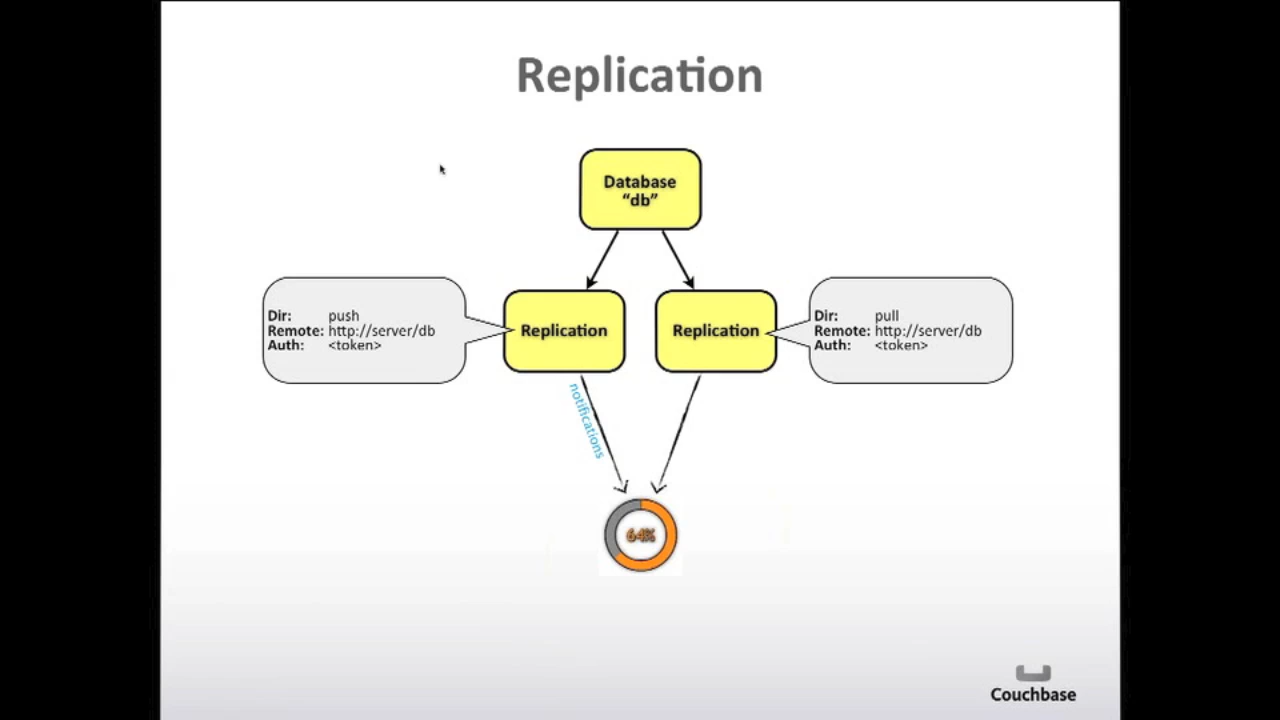 Replication
Database
“db”
Dir: push
Remote: http://server/db
Auth: <token>
Replication
Replication
Dir: pull
Remote: http://server/db
Auth: <token>
notifications
64%
Couchbase